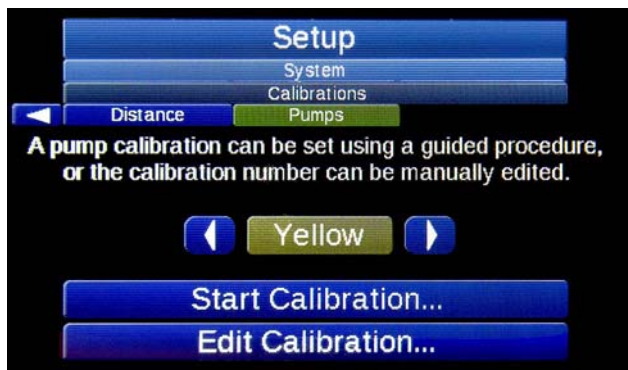 Setup
System
Calibrations
Distance Pumps
A pump calibration can be set using a guided procedure,
or the calibration number can be manually edited.
Yellow
Start Calibration...
Edit Calibration...